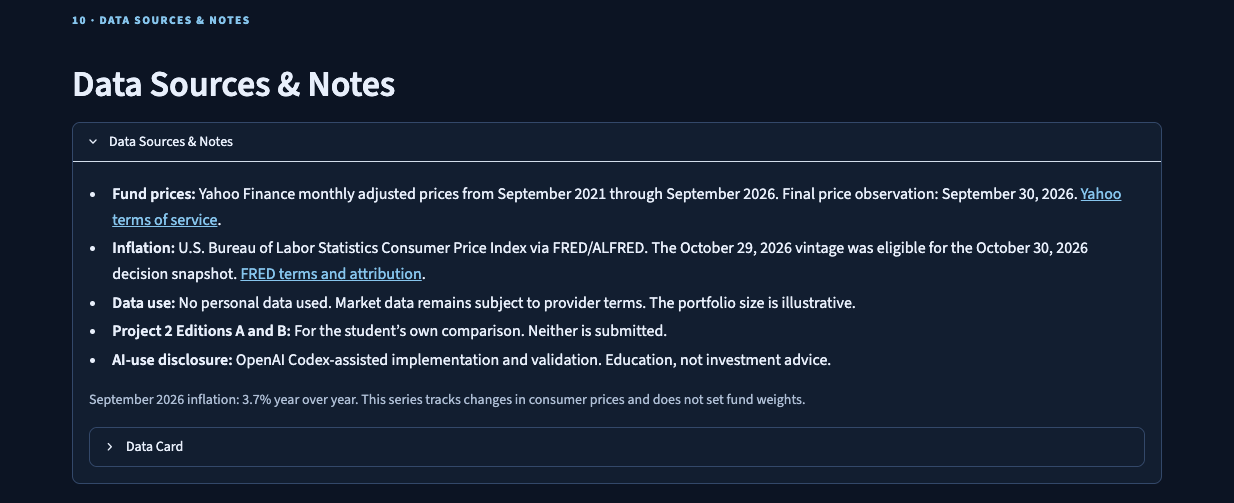 10 · DATA SOURCES & NOTES
Data Sources & Notes
Data Sources & Notes
• Fund prices: Yahoo Finance monthly adjusted prices from September 2021 through September 2026. Final price observation: September 30, 2026. Yahoo
terms of service.
• Inflation: U.S. Bureau of Labor Statistics Consumer Price Index via FRED/ALFRED. The October 29, 2026 vintage was eligible for the October 30, 2026
decision snapshot. FRED terms and attribution.
• Data use: No personal data used. Market data remains subject to provider terms. The portfolio size is illustrative.
• Project 2 Editions A and B: For the student’s own comparison. Neither is submitted.
• AI-use disclosure: OpenAI Codex-assisted implementation and validation. Education, not investment advice.
September 2026 inflation: 3.7% year over year. This series tracks changes in consumer prices and does not set fund weights.
Data Card